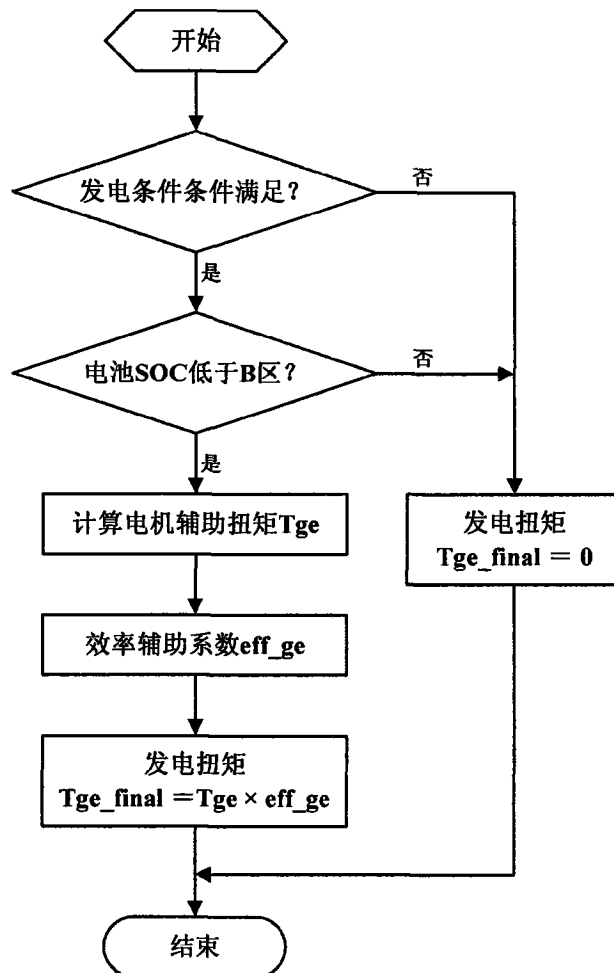 开始
发电条件条件满足？
否
是
电池SOC低于B区？
否
是
计算电机辅助扭矩Tge
发电扭矩
Tge_final = 0
效率辅助系数eff_ge
发电扭矩
Tge_final =Tge × eff_ge
结束